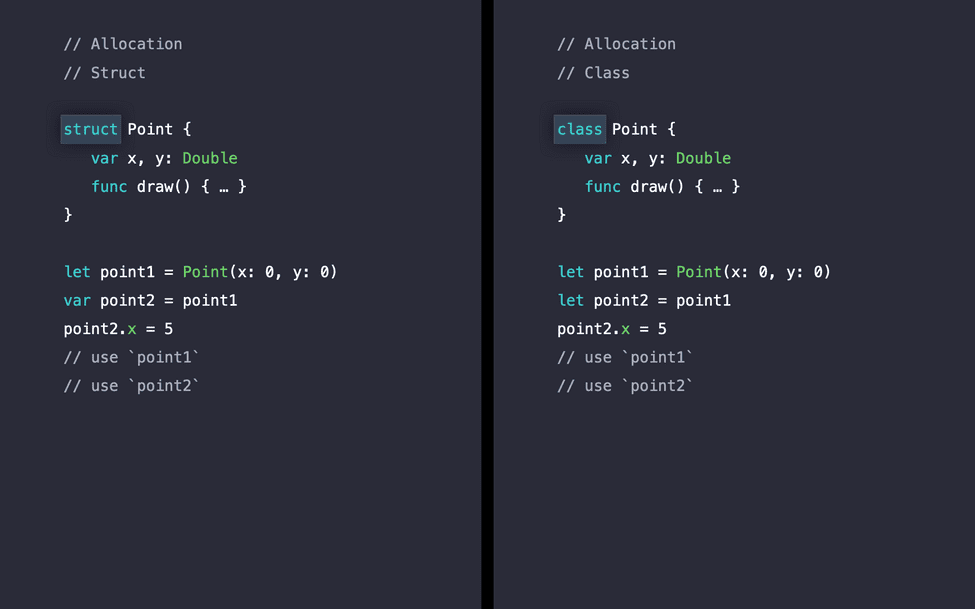 // Allocation
// Struct
struct Point {
   var x, y: Double
   func draw() { … }
}
let point1 = Point(x: 0, y: 0)
var point2 = point1
point2.x = 5
// use `point1`
// use `point2`
// Allocation
// Class
class Point {
   var x, y: Double
   func draw() { … }
}
let point1 = Point(x: 0, y: 0)
let point2 = point1
point2.x = 5
// use `point1`
// use `point2`